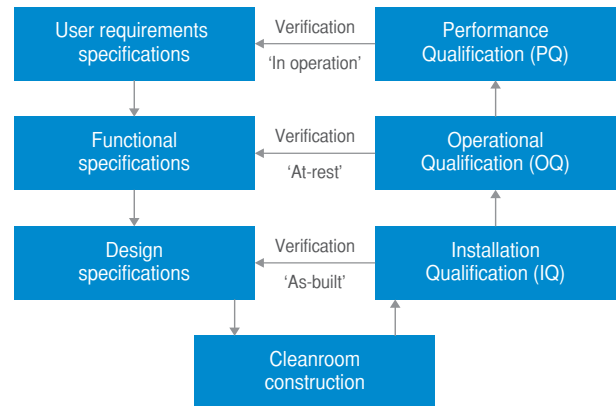 User requirements
specifications
Verification
'In operation'
Performance
Qualification (PQ)
Functional
specifications
Verification
'At-rest'
Operational
Qualification (OQ)
Design
specifications
Verification
'As-built'
Installation
Qualification (IQ)
Cleanroom
construction